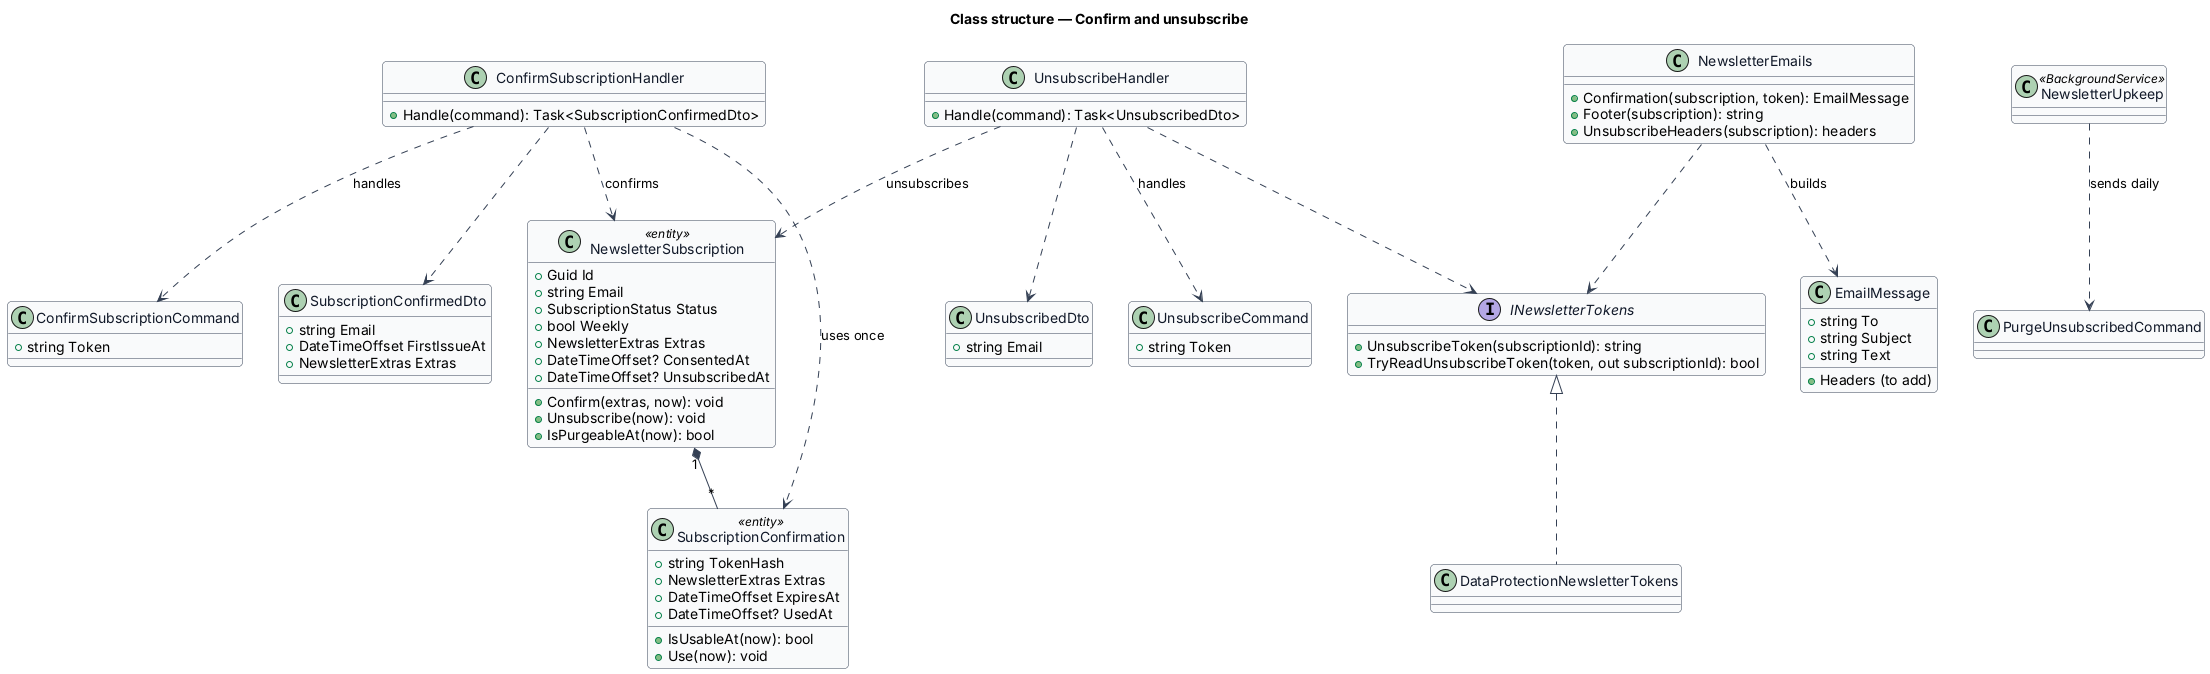 Class structure — Confirm and unsubscribe
C ConfirmSubscriptionHandler
Handle(command): Task<SubscriptionConfirmedDto>
C UnsubscribeHandler
Handle(command): Task<UnsubscribedDto>
C NewsletterEmails
Confirmation(subscription, token): EmailMessage
Footer(subscription): string
UnsubscribeHeaders(subscription): headers
«BackgroundService»
C NewsletterUpkeep
handles
confirms
unsubscribes
handles
builds
sends daily
uses once
C ConfirmSubscriptionCommand
string Token
C SubscriptionConfirmedDto
string Email
DateTimeOffset FirstIssueAt
NewsletterExtras Extras
«entity»
C NewsletterSubscription
Guid Id
string Email
SubscriptionStatus Status
bool Weekly
NewsletterExtras Extras
DateTimeOffset? ConsentedAt
DateTimeOffset? UnsubscribedAt
Confirm(extras, now): void
Unsubscribe(now): void
IsPurgeableAt(now): bool
C UnsubscribedDto
string Email
C UnsubscribeCommand
string Token
I INewsletterTokens
UnsubscribeToken(subscriptionId): string
TryReadUnsubscribeToken(token, out subscriptionId): bool
C EmailMessage
string To
string Subject
string Text
Headers (to add)
C PurgeUnsubscribedCommand
1
*
«entity»
C SubscriptionConfirmation
string TokenHash
NewsletterExtras Extras
DateTimeOffset ExpiresAt
DateTimeOffset? UsedAt
IsUsableAt(now): bool
Use(now): void
C DataProtectionNewsletterTokens